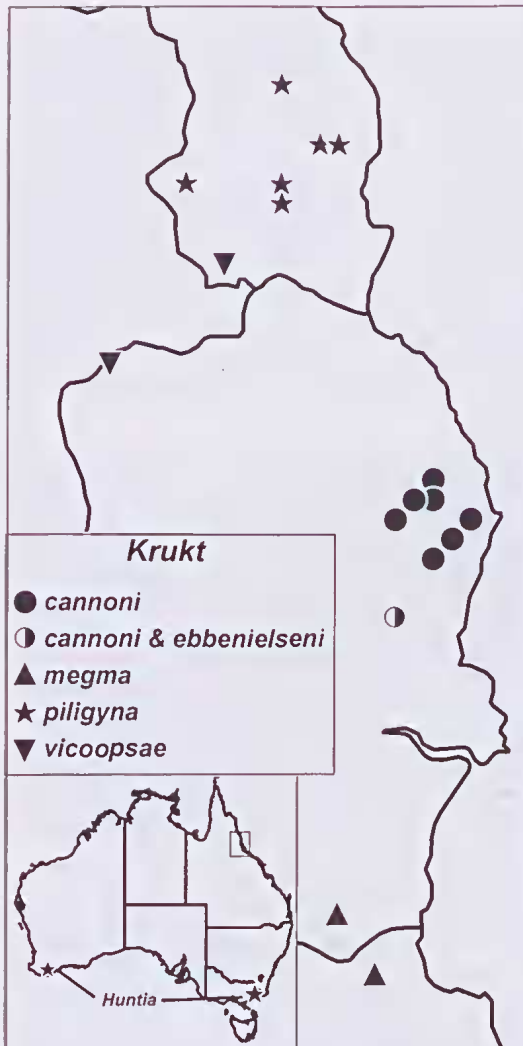 Krukt
cannoni
cannoni & ebbenielseni
megma
piligyna
vicoopsae
Huntia